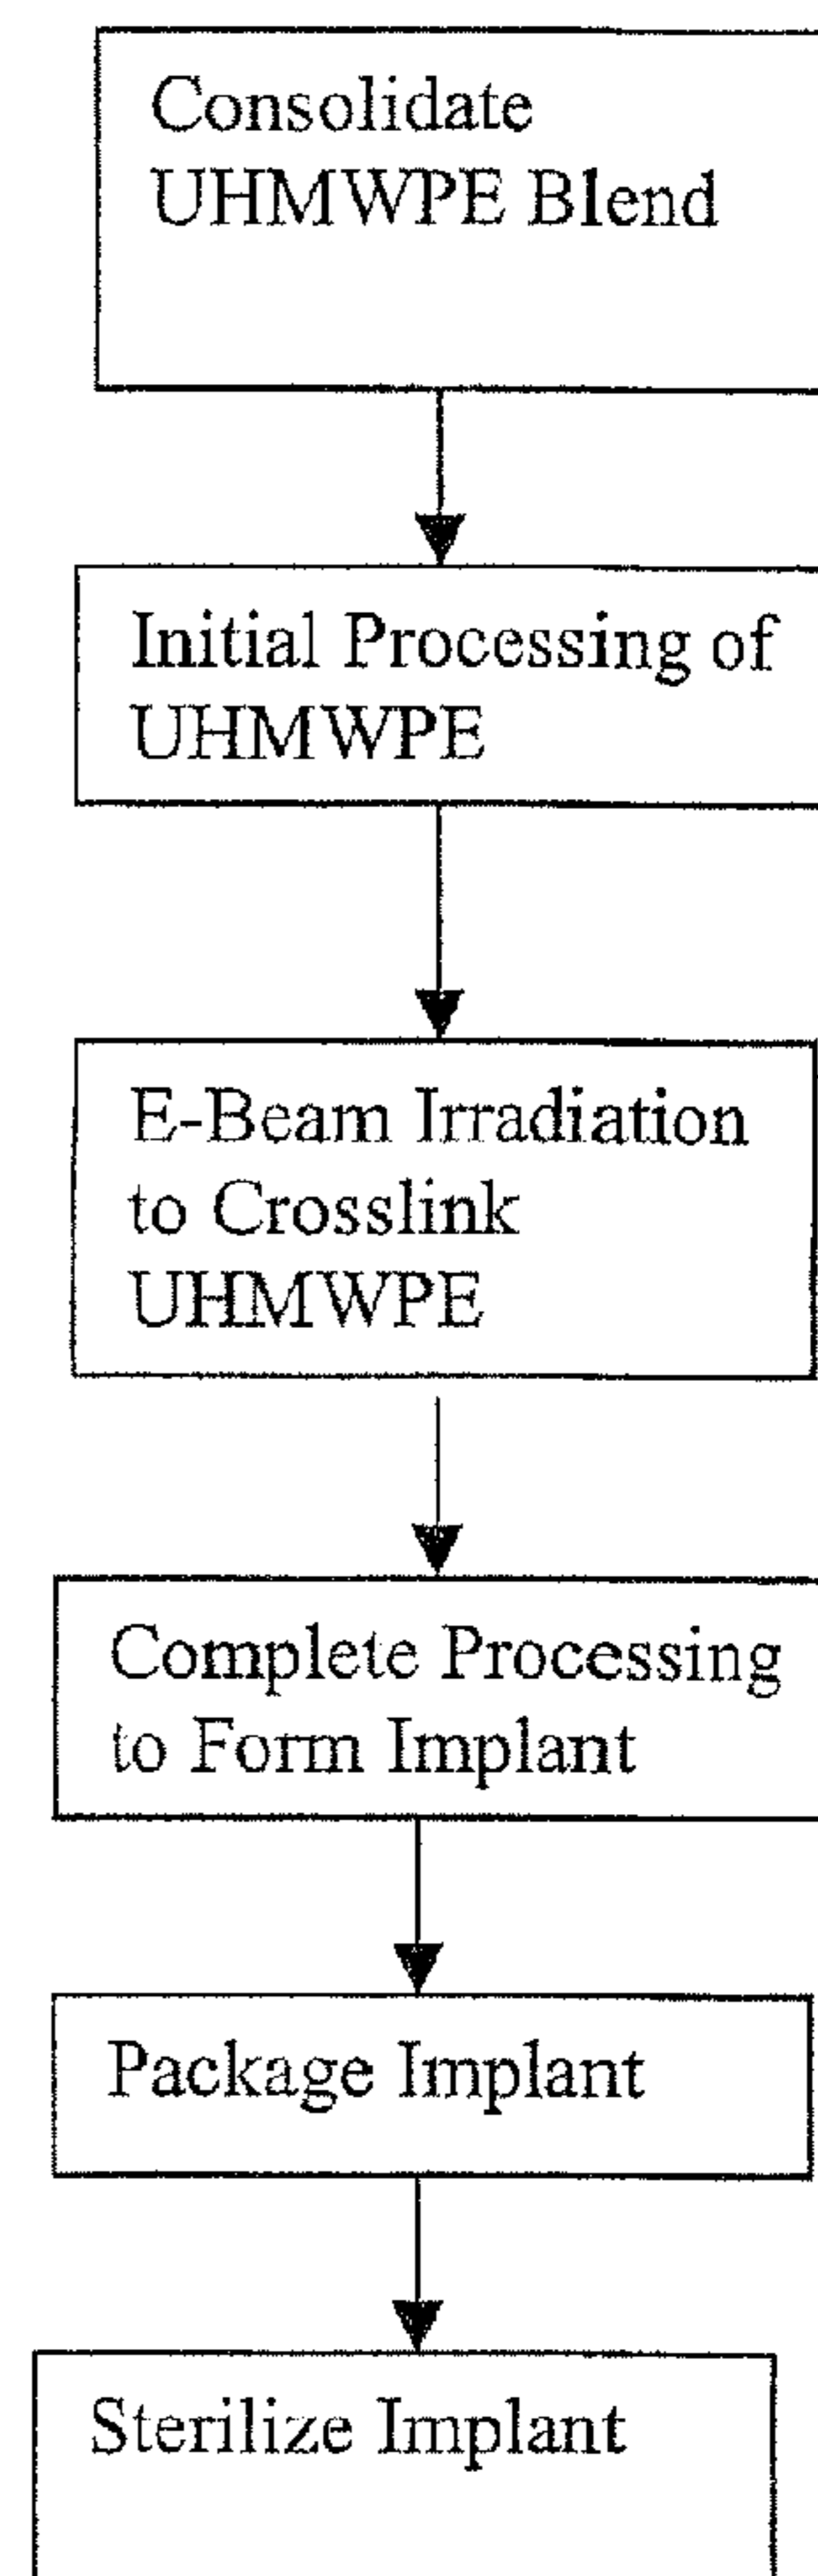 Consolidate
UHMWPE Blend
Initial Processing of
UHMWPE
E-Beam Irradiation
to Crosslink
UHMWPE
Complete Processing
to Form Implant
Package Implant
Sterilize Implant